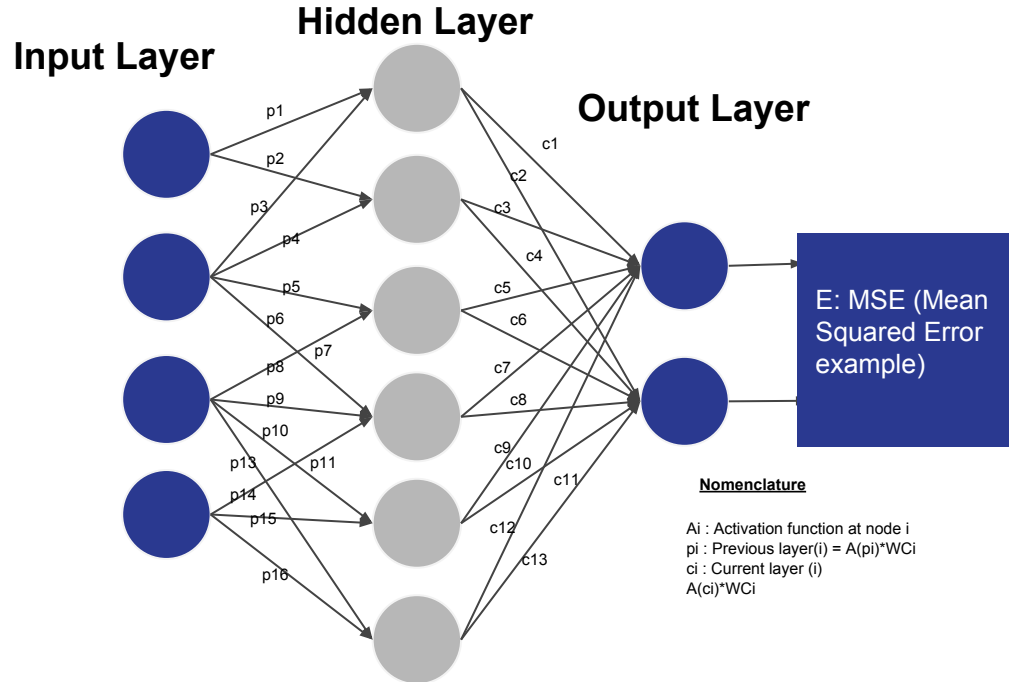 Hidden Layer
Input Layer
Output Layer
p1
p2
p3
p4
p5
p6
p7
p8
p9
p10
p13
p11
p14
p15
p16
c1
c2
c3
c4
c5
c6
c7
c8
c9
c10
c11
c12
c13
E: MSE (Mean
Squared Error
example)
Nomenclature
Ai : Activation function at node i
pi : Previous layer(i) = A(pi)*WCi
ci : Current layer (i)
A(ci)*WCi